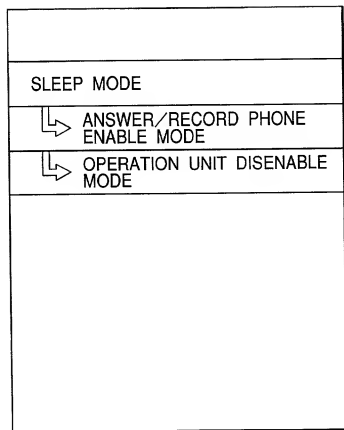 SLEEP MODE
ANSWER/RECORD PHONE
ENABLE MODE
OPERATION UNIT DISENABLE
MODE